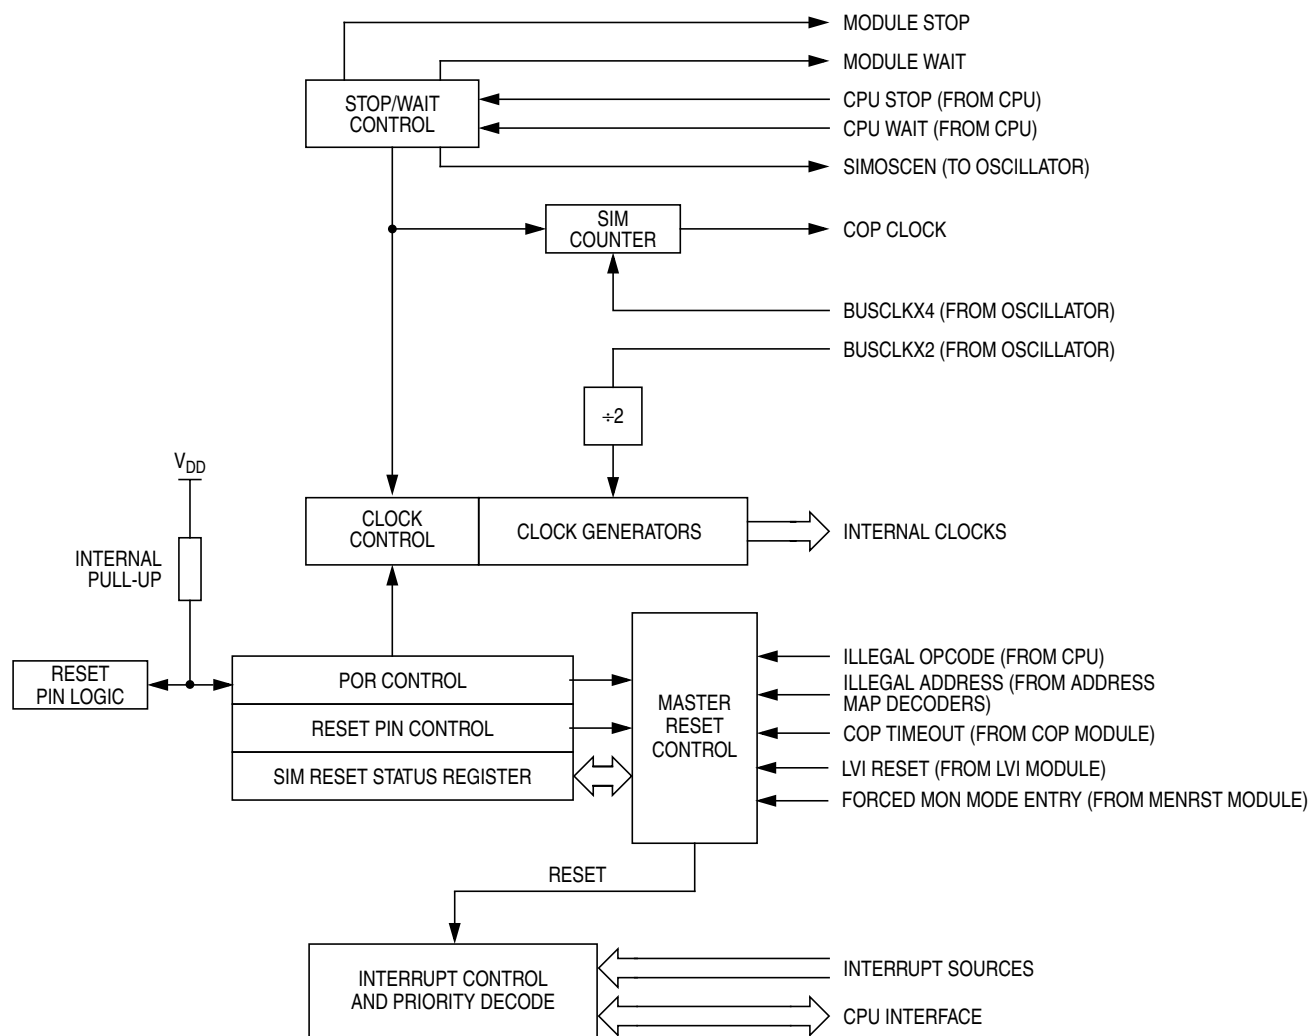 MODULE STOP
MODULE WAIT
STOP/WAIT
CONTROL
CPU STOP (FROM CPU)
CPU WAIT (FROM CPU)
SIMOSCEN (TO OSCILLATOR)
SIM
COUNTER
COP CLOCK
BUSCLKX4 (FROM OSCILLATOR)
BUSCLKX2 (FROM OSCILLATOR)
÷2
VDD
CLOCK
CONTROL
CLOCK GENERATORS
INTERNAL CLOCKS
INTERNAL
PULL-UP
RESET
PIN LOGIC
POR CONTROL
RESET PIN CONTROL
SIM RESET STATUS REGISTER
MASTER
RESET
CONTROL
ILLEGAL OPCODE (FROM CPU)
ILLEGAL ADDRESS (FROM ADDRESS
MAP DECODERS)
COP TIMEOUT (FROM COP MODULE)
LVI RESET (FROM LVI MODULE)
FORCED MON MODE ENTRY (FROM MENRST MODULE)
RESET
INTERRUPT CONTROL
AND PRIORITY DECODE
INTERRUPT SOURCES
CPU INTERFACE